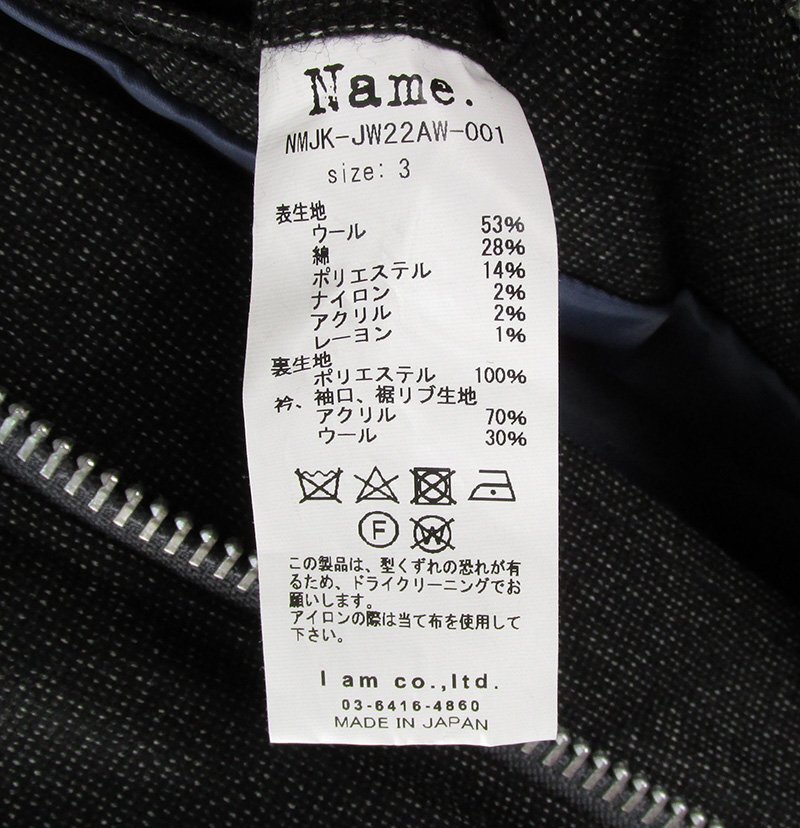 Name.
NMJK-JW22AW-001
size: 3
表生地
ウール 53%
綿 28%
ポリエステル 14%
ナイロン 2%
アクリル 2%
レーヨン 1%
裏生地
ポリエステル 100%
衿、袖口、裾リブ生地
アクリル 70%
ウール 30%
F W
この製品は、型くずれの恐れが有
るため、ドライクリーニングでお
願いします。
アイロンの際は当て布を使用して
下さい。
I am co.,ltd.
03-6416-4860
MADE IN JAPAN